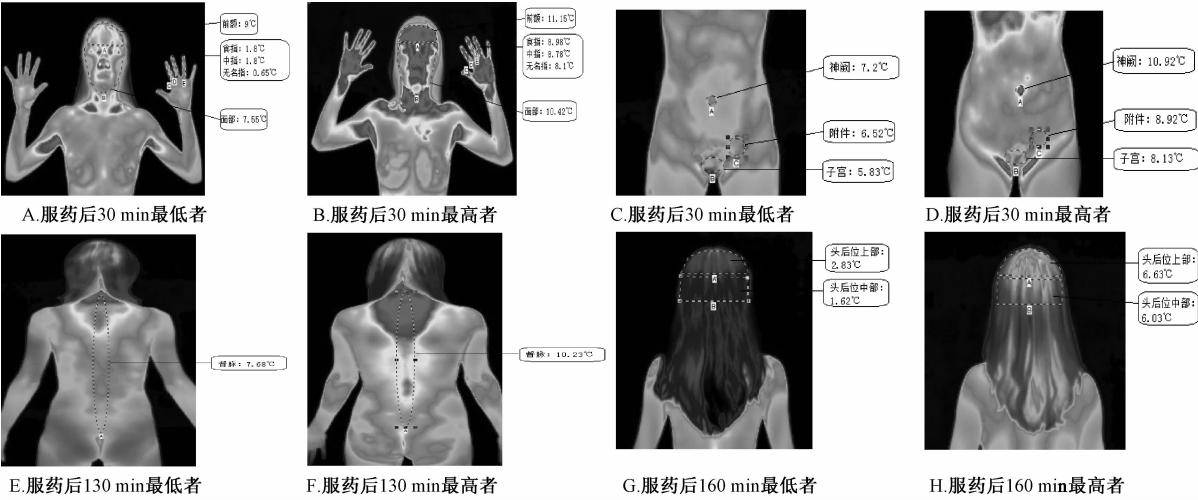 前额: 9℃
食指: 1.8℃
中指: 1.8℃
无名指: 0.65℃
面部: 7.55℃
A
B
C
D
E
A.服药后30 min最低者
前额: 11.15℃
食指: 8.98℃
中指: 8.78℃
无名指: 8.1℃
面部: 10.42℃
A
B
B.服药后30 min最高者
神阙: 7.2℃
附件: 6.52℃
子宫: 5.83℃
A
B
C
C.服药后30 min最低者
神阙: 10.92℃
附件: 8.92℃
子宫: 8.13℃
A
B
C
D.服药后30 min最高者
督脉: 7.68℃
A
E.服药后130 min最低者
督脉: 10.23℃
A
F.服药后130 min最高者
头后位上部:
2.83℃
头后位中部:
1.62℃
A
B
G.服药后160 min最低者
头后位上部:
6.63℃
头后位中部:
6.03℃
A
B
H.服药后160 min最高者